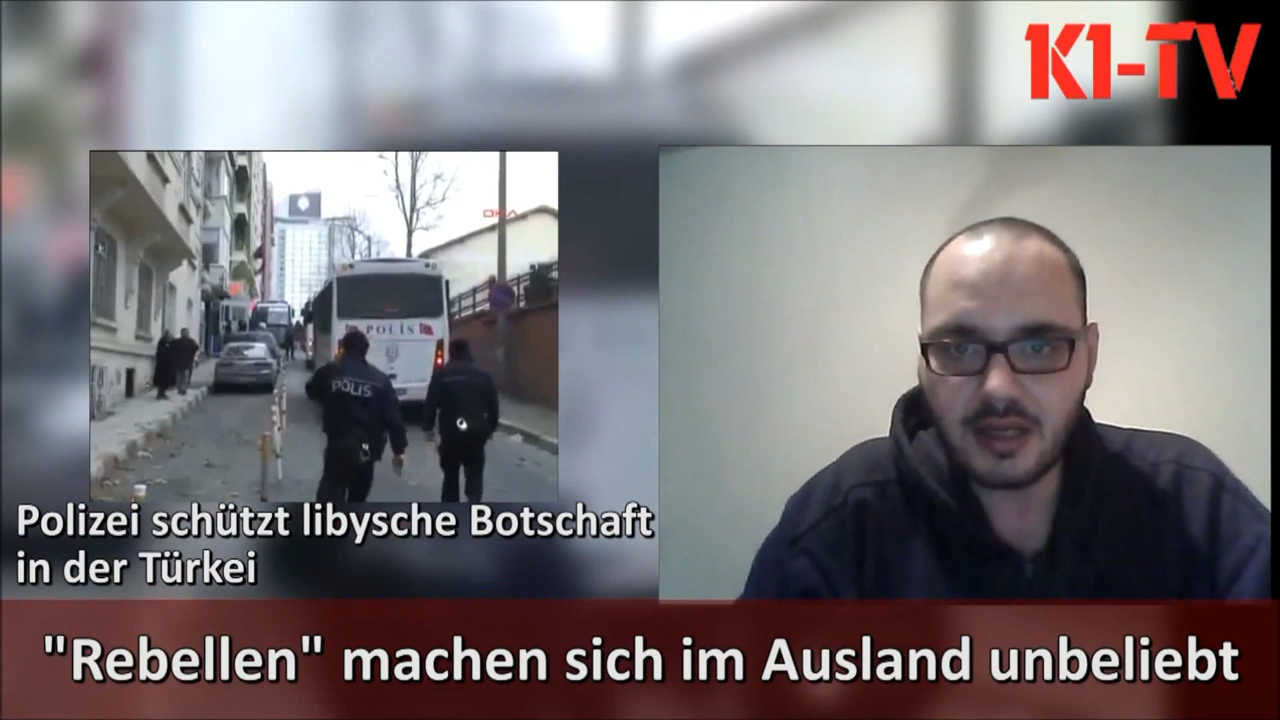 K1-TV
DHA
POLIS
POLİS
Polizei schützt libysche Botschaft
in der Türkei
"Rebellen" machen sich im Ausland unbeliebt